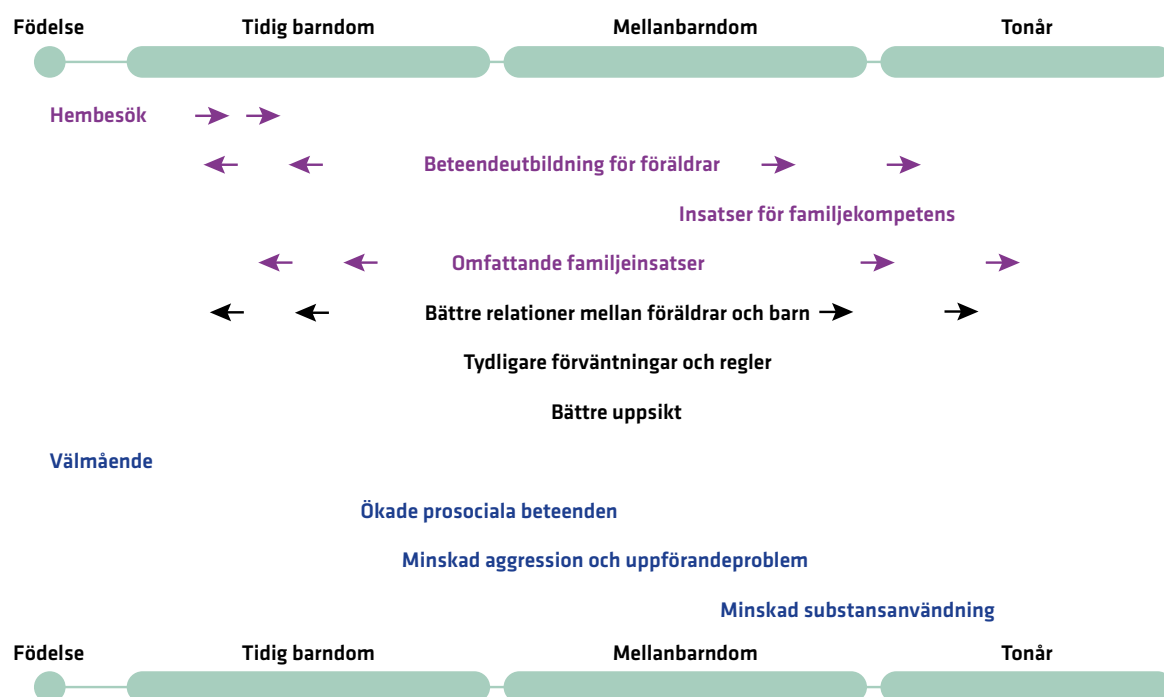 Födelse Tidig barndom Mellanbarndom Tonår
Hembesök
Beteendeutbildning för föräldrar
Insatser för familjekompetens
Omfattande familjeinsatser
Bättre relationer mellan föräldrar och barn
Tydligare förväntningar och regler
Bättre uppsikt
Välmående
Ökade prosociala beteenden
Minskad aggression och uppförandeproblem
Minskad substansanvändning
Födelse Tidig barndom Mellanbarndom Tonår